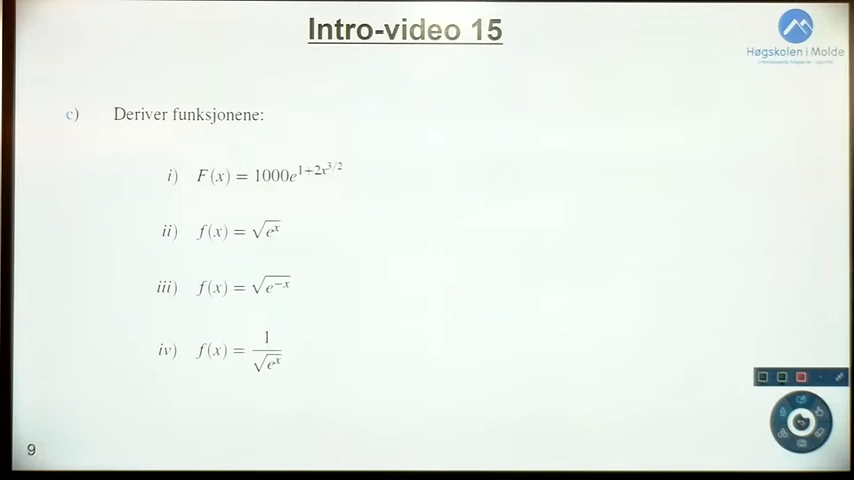 Intro-video 15
Høgskolen i Molde
c) Deriver funksjonene:
i) F(x) = 1000e^{1+2x^{3/2}}
ii) f(x) = √(e^x)
iii) f(x) = √(e^{-x})
iv) f(x) = 1/√(e^x)
9